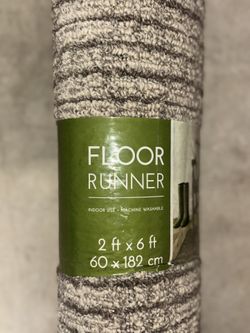 FLOOR
RUNNER
INDOOR USE - MACHINE WASHABLE
2 ft x 6 ft
60 x 182 cm